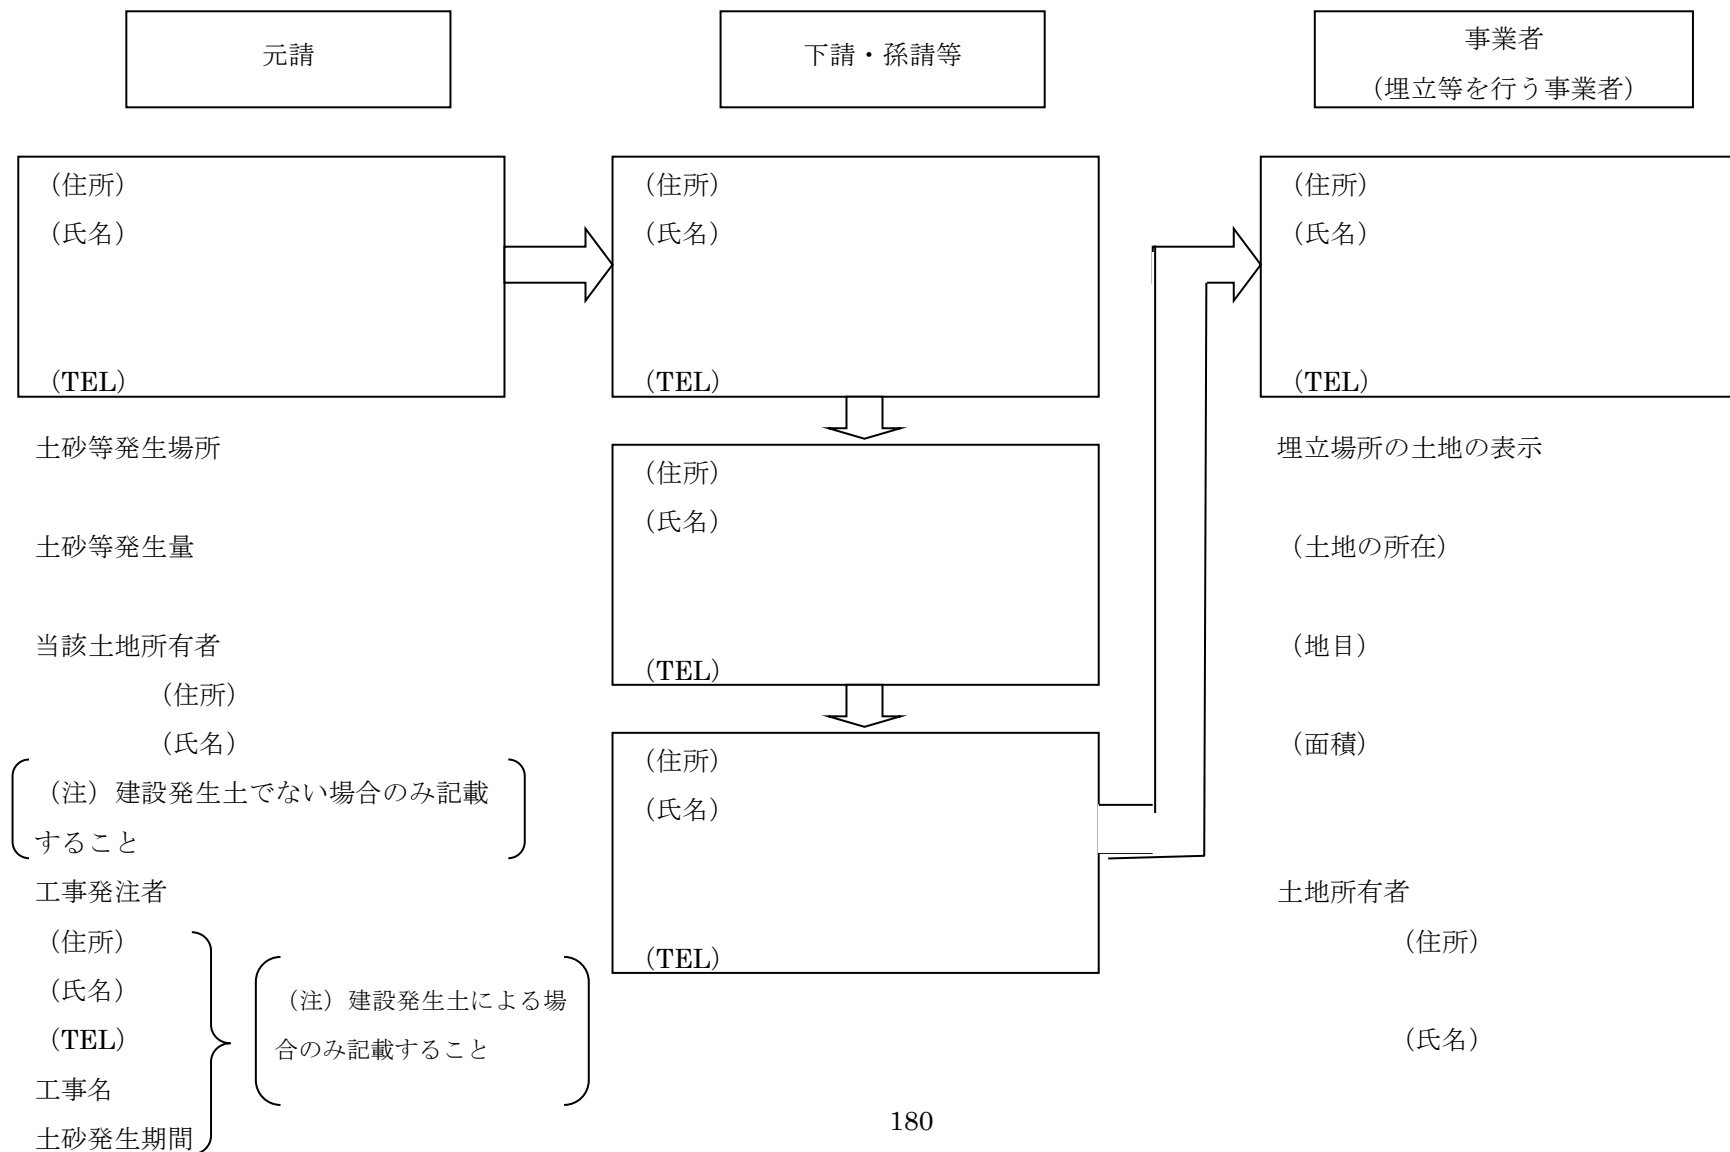 元請
下請・孫請等
事業者
（埋立等を行う事業者）
（住所）
（氏名）
（TEL）
土砂等発生場所
土砂等発生量
当該土地所有者
（住所）
（氏名）
（注）建設発生土でない場合のみ記載
すること
工事発注者
（住所）
（氏名）
（TEL）
工事名
土砂発生期間
（注）建設発生土による場
合のみ記載すること
（住所）
（氏名）
（TEL）
（住所）
（氏名）
（TEL）
（住所）
（氏名）
（TEL）
（住所）
（氏名）
（TEL）
埋立場所の土地の表示
（土地の所在）
（地目）
（面積）
土地所有者
（住所）
（氏名）
180